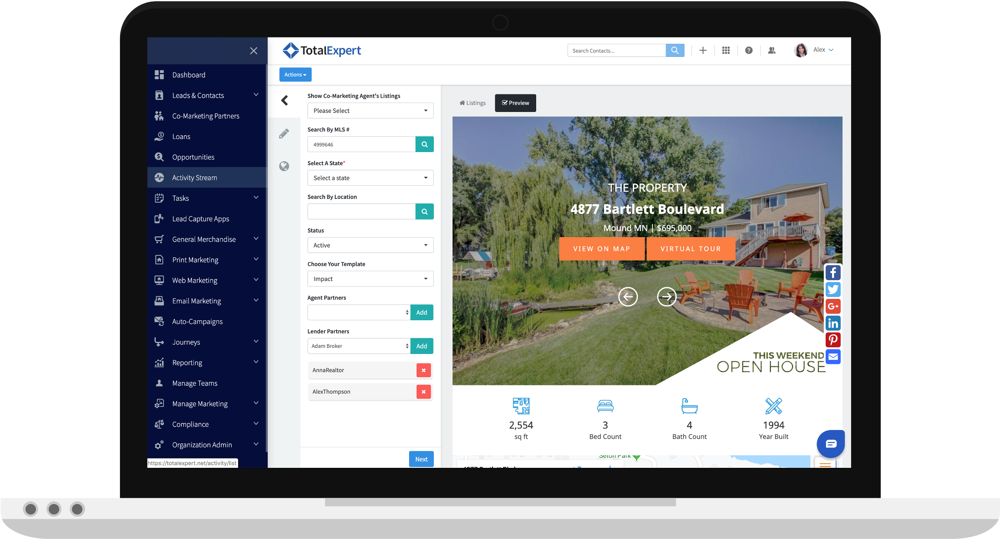 TotalExpert
Search Contacts...
?
Alex
Dashboard
Leads & Contacts
Co-Marketing Partners
Loans
Opportunities
Activity Stream
Tasks
Lead Capture Apps
General Merchandise
Print Marketing
Web Marketing
Email Marketing
Auto-Campaigns
Journeys
Reporting
Manage Teams
Manage Marketing
Compliance
Organization Admin
https://totalexpert.net/activity/list
Actions
Show Co-Marketing Agent's Listings
Please Select
Search By MLS #
4999646
Select A State*
Select a state
Search By Location
Status
Active
Choose Your Template
Impact
Agent Partners
Add
Lender Partners
Adam Broker
Add
AnnaRealtor
AlexThompson
Next
Listings
Preview
THE PROPERTY
4877 Bartlett Boulevard
Mound MN | $695,000
VIEW ON MAP
VIRTUAL TOUR
f
G+
in
THIS WEEKEND
OPEN HOUSE
2,554
sq ft
3
Bed Count
4
Bath Count
1994
Year Built
Seton Park
4877 Bartlett Blvd